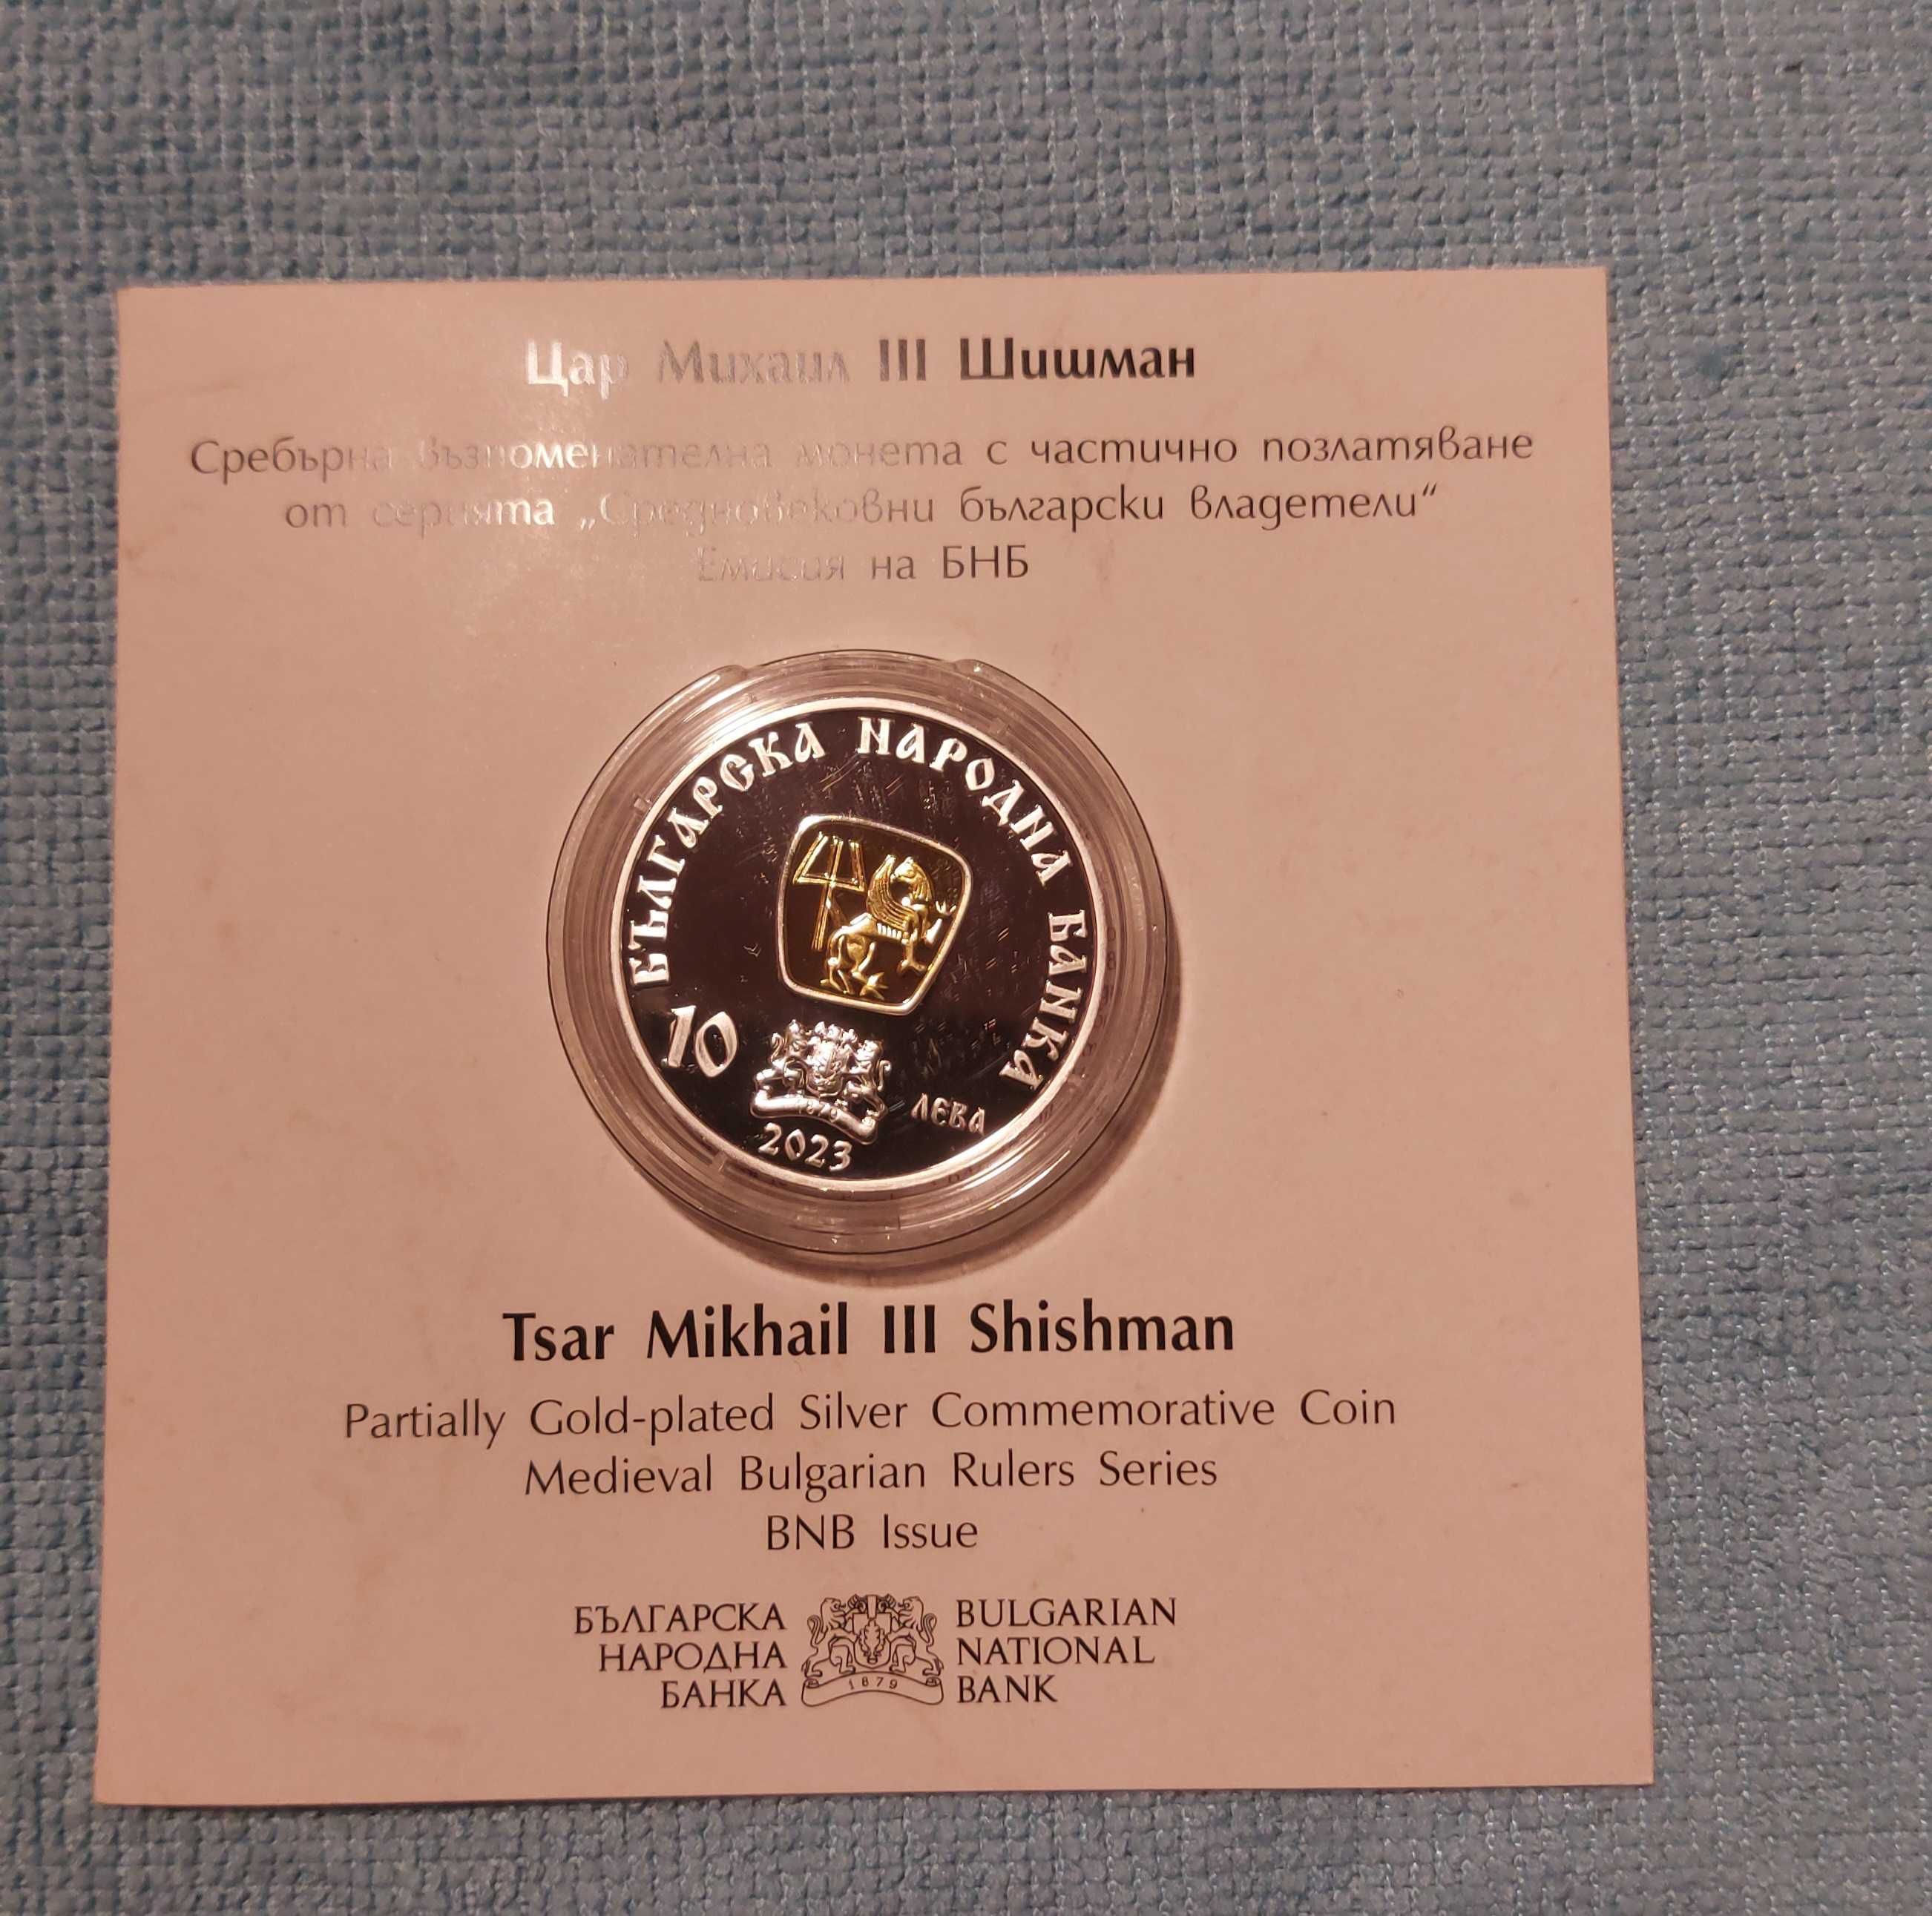 Цар Михаил III Шишман
Сребърна възпоменателна монета с частично позлатяване
от серията „Средновековни български владетели“
Емисия на БНБ
БЪЛГАРСКА НАРОДНА БАНКА
10
1879
ЛЕВА
2023
Tsar Mikhail III Shishman
Partially Gold-plated Silver Commemorative Coin
Medieval Bulgarian Rulers Series
BNB Issue
БЪЛГАРСКА
НАРОДНА
БАНКА
1879
BULGARIAN
NATIONAL
BANK